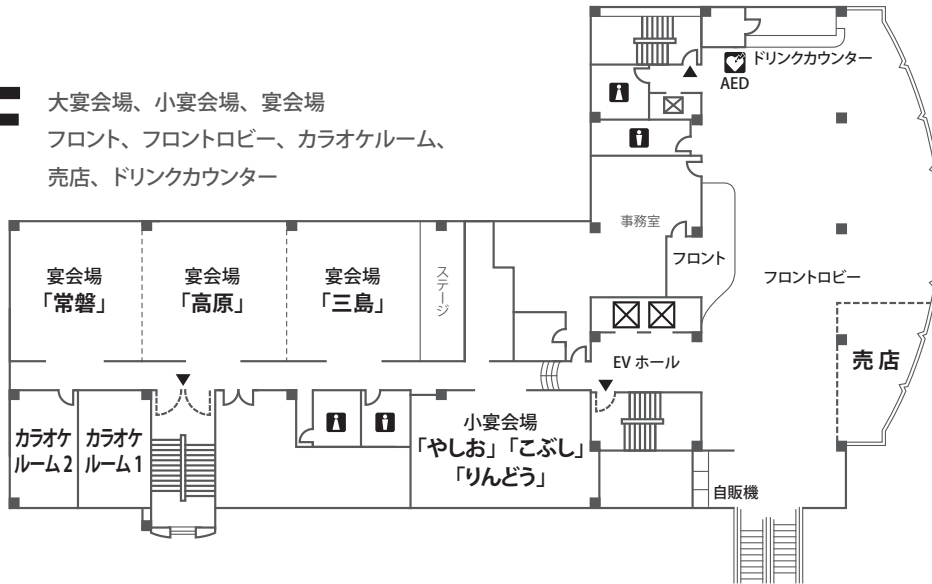 大宴会場、小宴会場、宴会場
フロント、フロントロビー、カラオケルーム、
売店、ドリンクカウンター
ドリンクカウンター
AED
事務室
フロント
フロントロビー
宴会場
「常磐」
宴会場
「高原」
宴会場
「三島」
ステージ
EV ホール
売店
カラオケ
ルーム 2
カラオケ
ルーム 1
小宴会場
「やしお」「こぶし」
「りんどう」
自販機